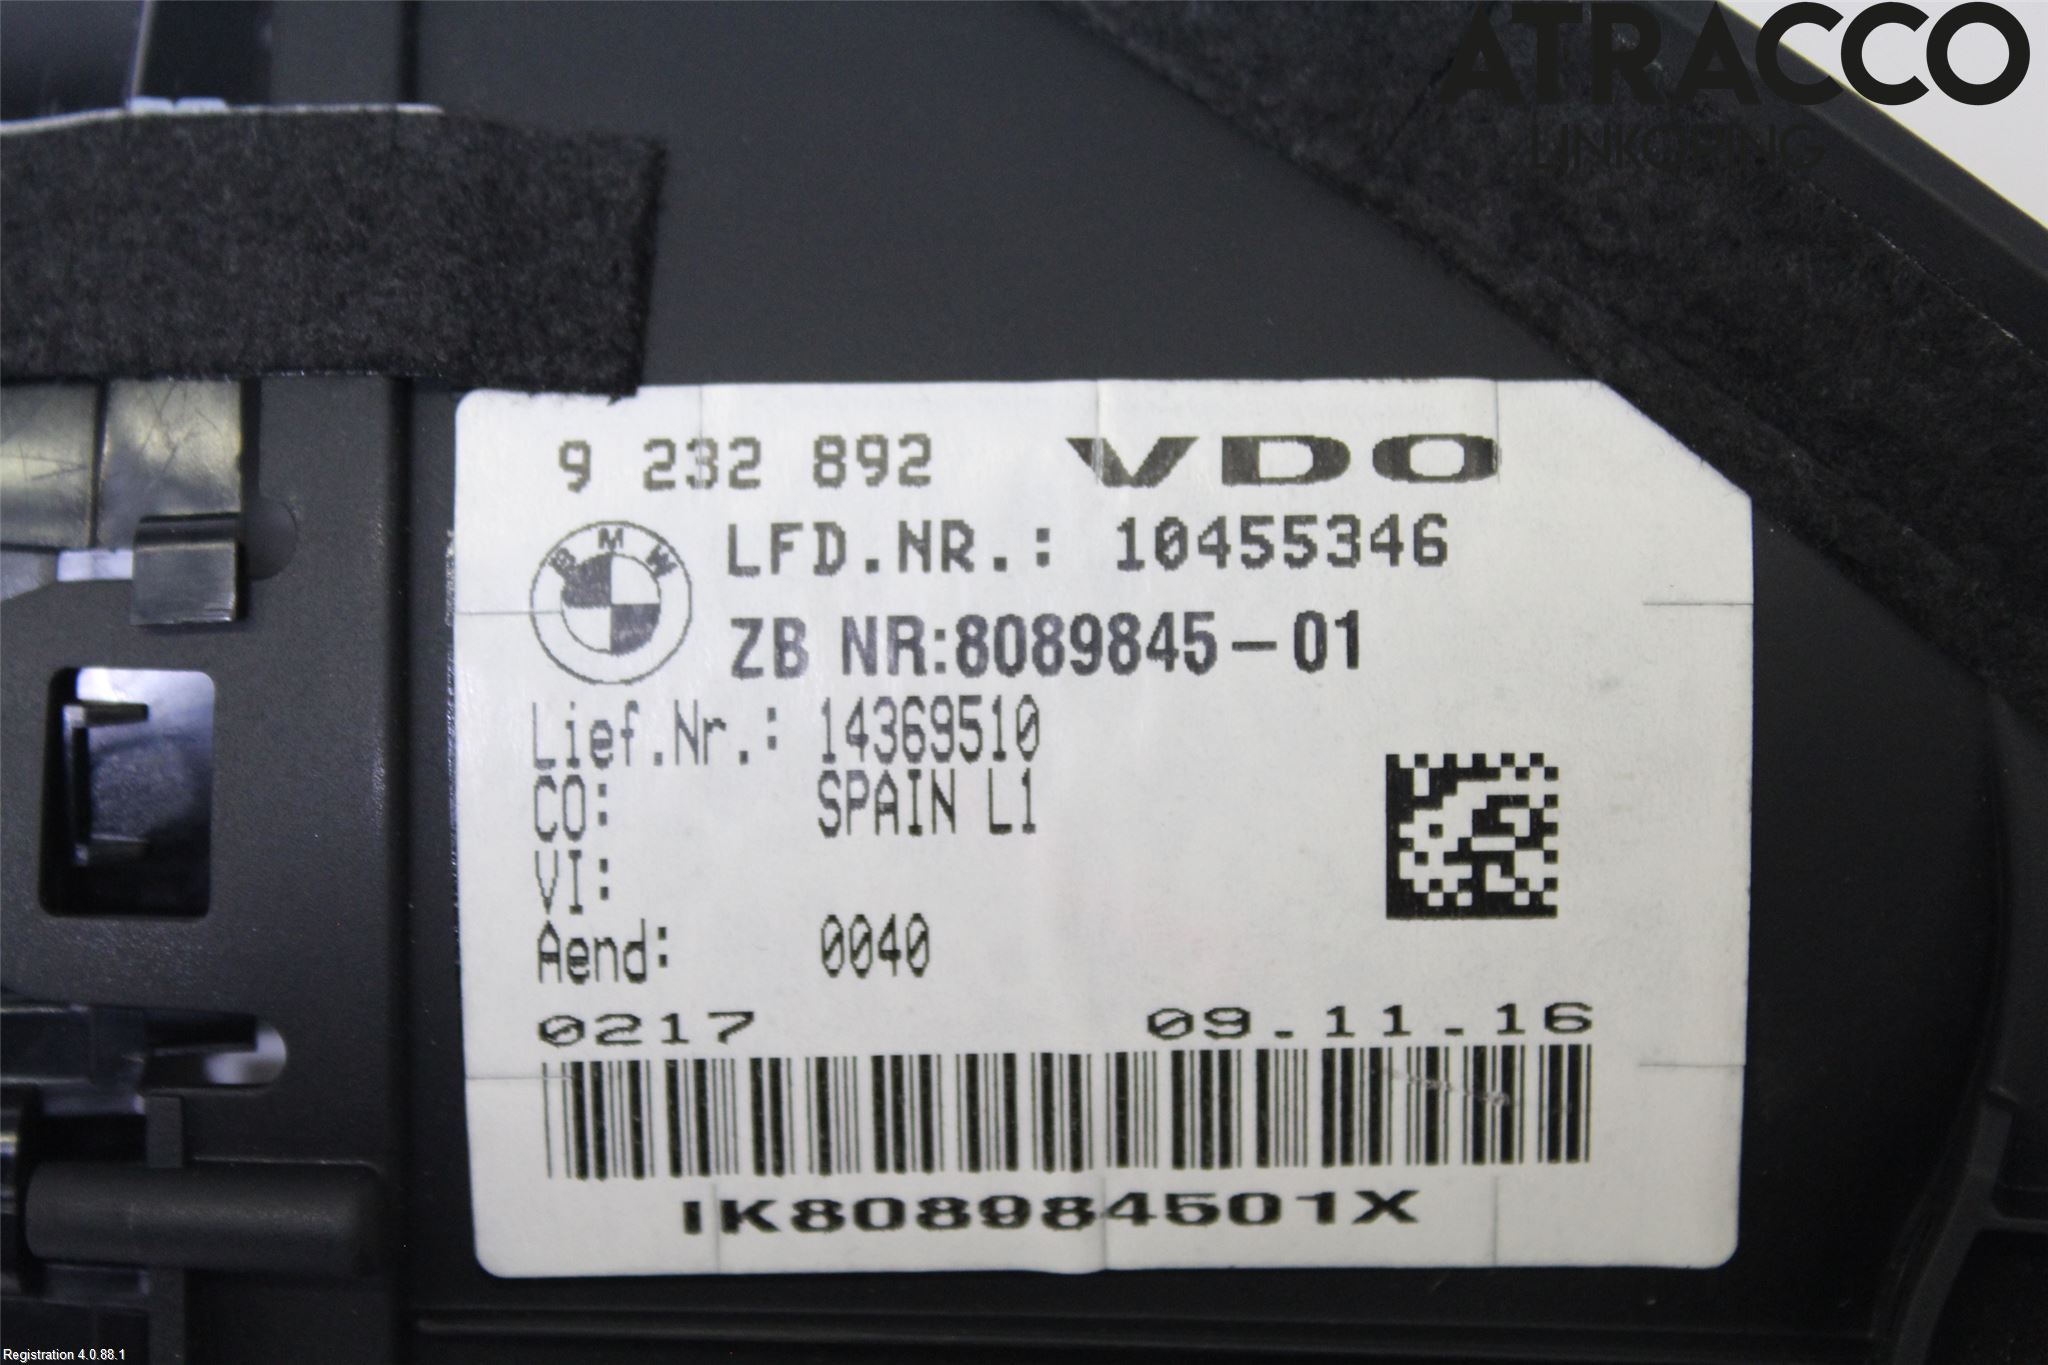 ATRACCO
LINKÖPING
9 232 892 VDO
BMW
LFD.NR.: 10455346
ZB NR:8089845-01
Lief.Nr.: 14369510
CO: SPAIN L1
VI:
Aend: 0040
0217 09.11.16
IK808984501X
Registration 4.0.88.1